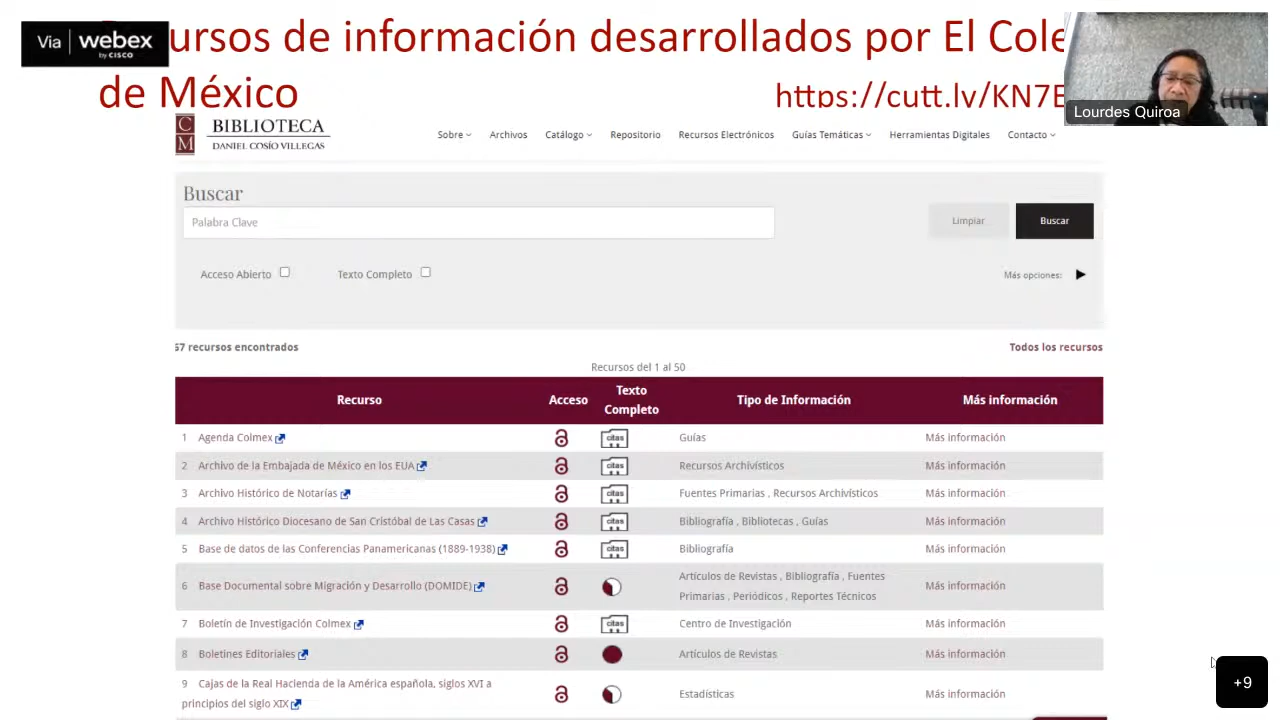 Via webex
by CISCO
ursos de información desarrollados por El Cole
de México
https://cutt.ly/KN7E
Lourdes Quiroa
C
M
BIBLIOTECA
DANIEL COSÍO VILLEGAS
Sobre Archivos Catálogo Repositorio Recursos Electrónicos Guías Temáticas Herramientas Digitales Contacto
Buscar
Palabra Clave
Limpiar Buscar
Acceso Abierto Texto Completo Más opciones:
67 recursos encontrados Todos los recursos
Recursos del 1 al 50
Recurso Acceso Texto Completo Tipo de Información Más información
1 Agenda Colmex citas Guías Más información
2 Archivo de la Embajada de México en los EUA citas Recursos Archivísticos Más información
3 Archivo Histórico de Notarías citas Fuentes Primarias , Recursos Archivísticos Más información
4 Archivo Histórico Diocesano de San Cristóbal de Las Casas citas Bibliografía , Bibliotecas , Guías Más información
5 Base de datos de las Conferencias Panamericanas (1889-1938) citas Bibliografía Más información
6 Base Documental sobre Migración y Desarrollo (DOMIDE) Artículos de Revistas , Bibliografía , Fuentes
Primarias , Periódicos , Reportes Técnicos Más información
7 Boletín de Investigación Colmex citas Centro de Investigación Más información
8 Boletines Editoriales Artículos de Revistas Más información
9 Cajas de la Real Hacienda de la América española, siglos XVI a
principios del siglo XIX Estadísticas Más información
+9